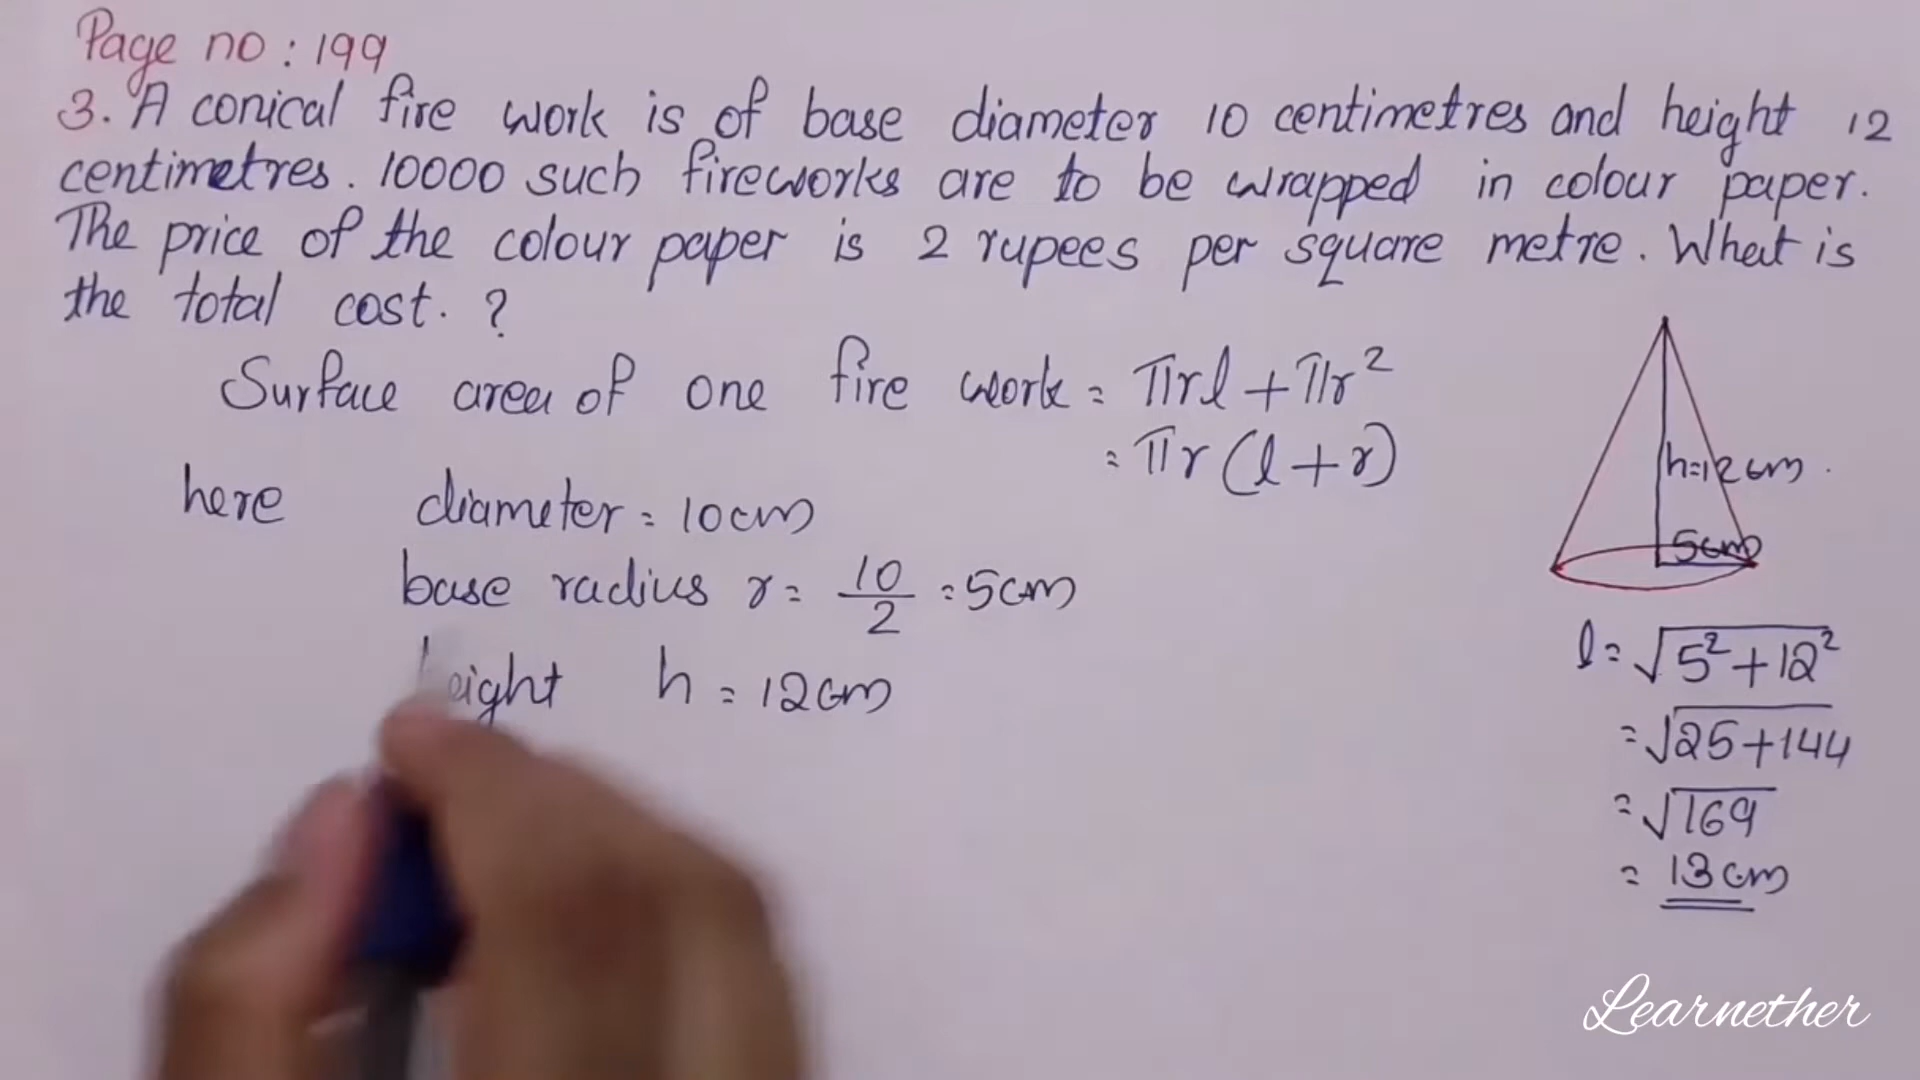 Page no : 199
3. A conical fire work is of base diameter 10 centimetres and height 12
centimetres. 10000 such fireworks are to be wrapped in colour paper.
The price of the colour paper is 2 rupees per square metre. What is
the total cost. ?
Surface area of one fire work = πrl + πr²
= πr (l + r)
here diameter = 10cm
base radius r = 10/2 = 5cm
height h = 12cm
h=12cm
5cm
l = √5² + 12²
= √25 + 144
= √169
= 13cm
Learnether